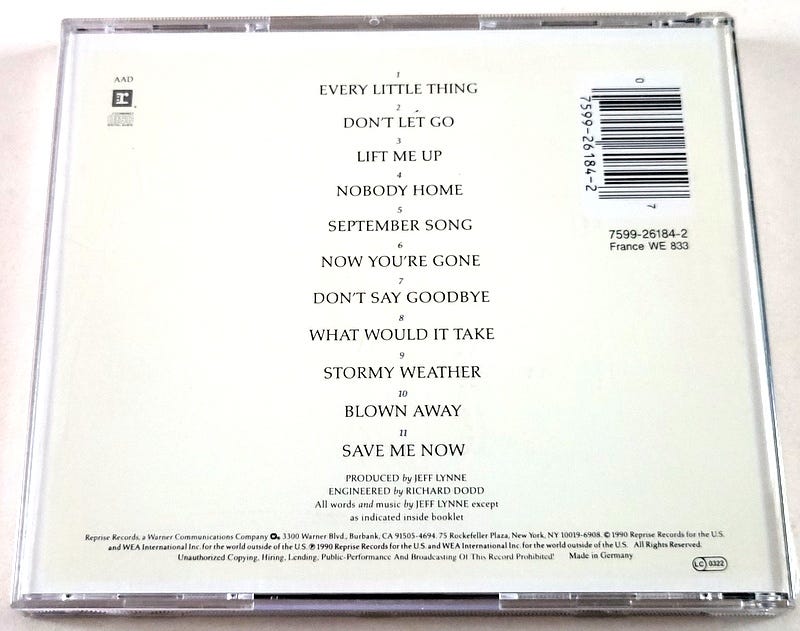 AAD
1
EVERY LITTLE THING
2
DON'T LET GO
3
LIFT ME UP
4
NOBODY HOME
5
SEPTEMBER SONG
6
NOW YOU'RE GONE
7
DON'T SAY GOODBYE
8
WHAT WOULD IT TAKE
9
STORMY WEATHER
10
BLOWN AWAY
11
SAVE ME NOW
PRODUCED by JEFF LYNNE
ENGINEERED by RICHARD DODD
All words and music by JEFF LYNNE except
as indicated inside booklet
Reprise Records, a Warner Communications Company 3300 Warner Blvd., Burbank, CA 91505-4694. 75 Rockefeller Plaza, New York, NY 10019-6908. © 1990 Reprise Records for the U.S.
and WEA International Inc. for the world outside of the U.S. ℗ 1990 Reprise Records for the U.S. and WEA International Inc. for the world outside of the U.S. All Rights Reserved.
Unauthorized Copying, Hiring, Lending, Public-Performance And Broadcasting Of This Record Prohibited! Made in Germany
0
7599-26184-2
7
7599-26184-2
France WE 833
LC 0322